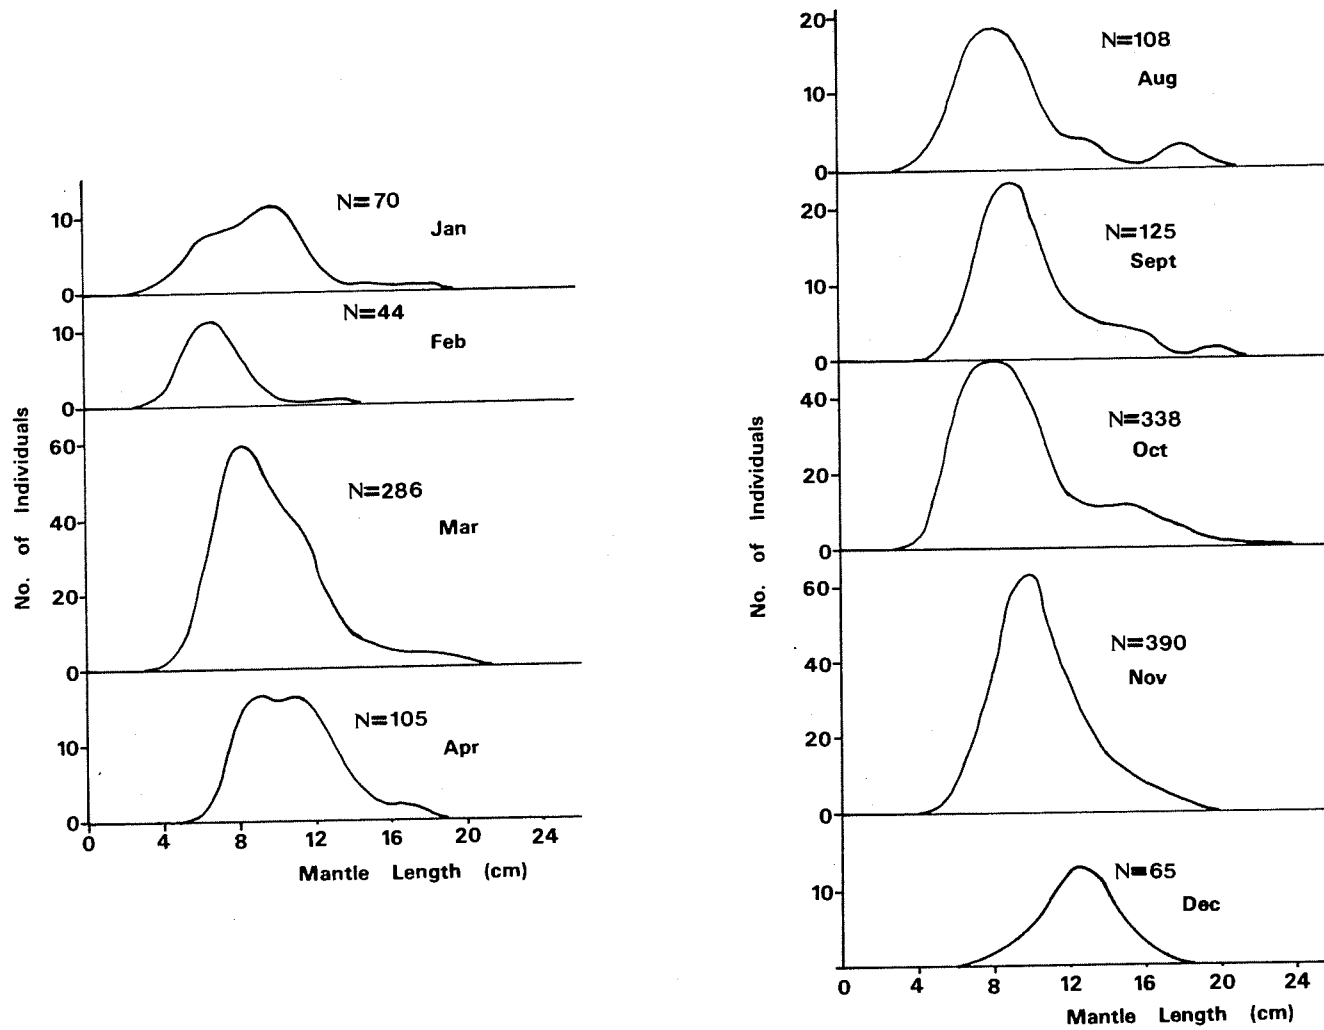 10
0
N=70
Jan
10
0
N=44
Feb
60
40
20
0
N=286
Mar
10
0
N=105
Apr
0 4 8 12 16 20 24
Mantle Length (cm)
No. of Individuals
20
10
0
N=108
Aug
20
10
0
N=125
Sept
40
20
0
N=338
Oct
60
40
20
0
N=390
Nov
10
N=65
Dec
0 4 8 12 16 20 24
Mantle Length (cm)
No. of Individuals